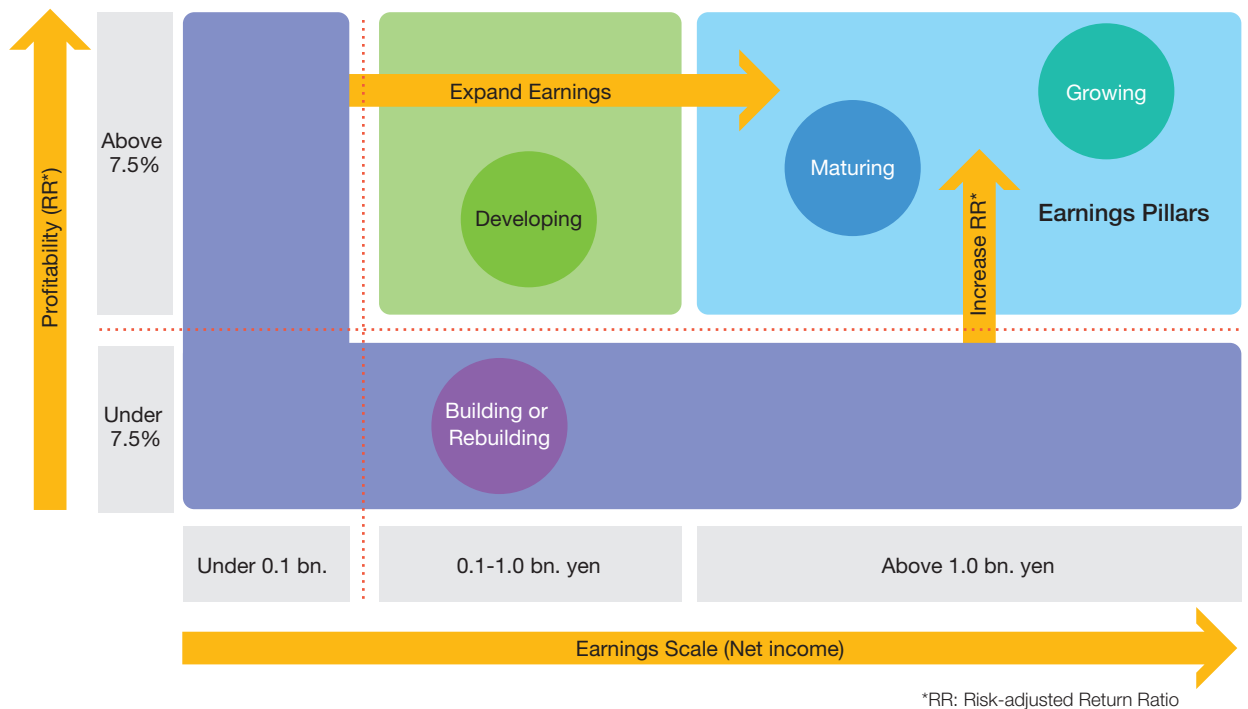 Profitability (RR*)
Above
7.5%
Under
7.5%
Expand Earnings
Developing
Maturing
Growing
Increase RR*
Earnings Pillars
Building or
Rebuilding
Under 0.1 bn.
0.1-1.0 bn. yen
Above 1.0 bn. yen
Earnings Scale (Net income)
*RR: Risk-adjusted Return Ratio